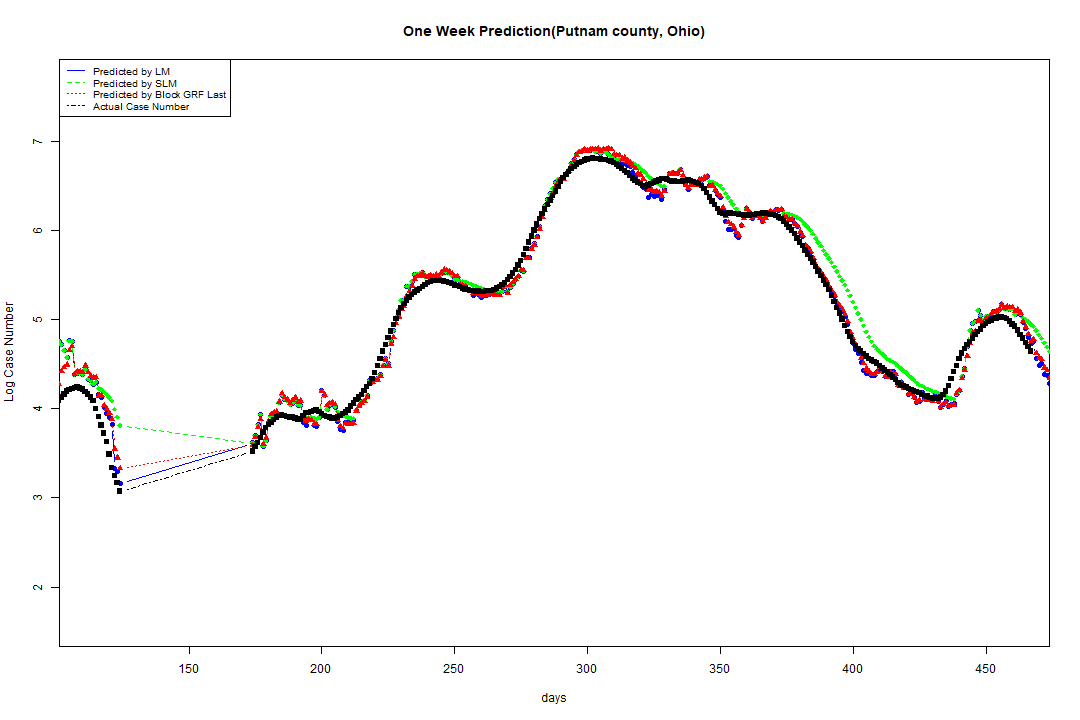 One Week Prediction(Putnam county, Ohio)
Predicted by LM
Predicted by SLM
Predicted by Block GRF Last
Actual Case Number
7
6
5
4
3
2
Log Case Number
150 200 250 300 350 400 450
days